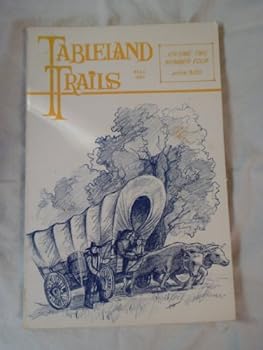 TABLELAND
TRAILS
VOLUME TWO
NUMBER FOUR